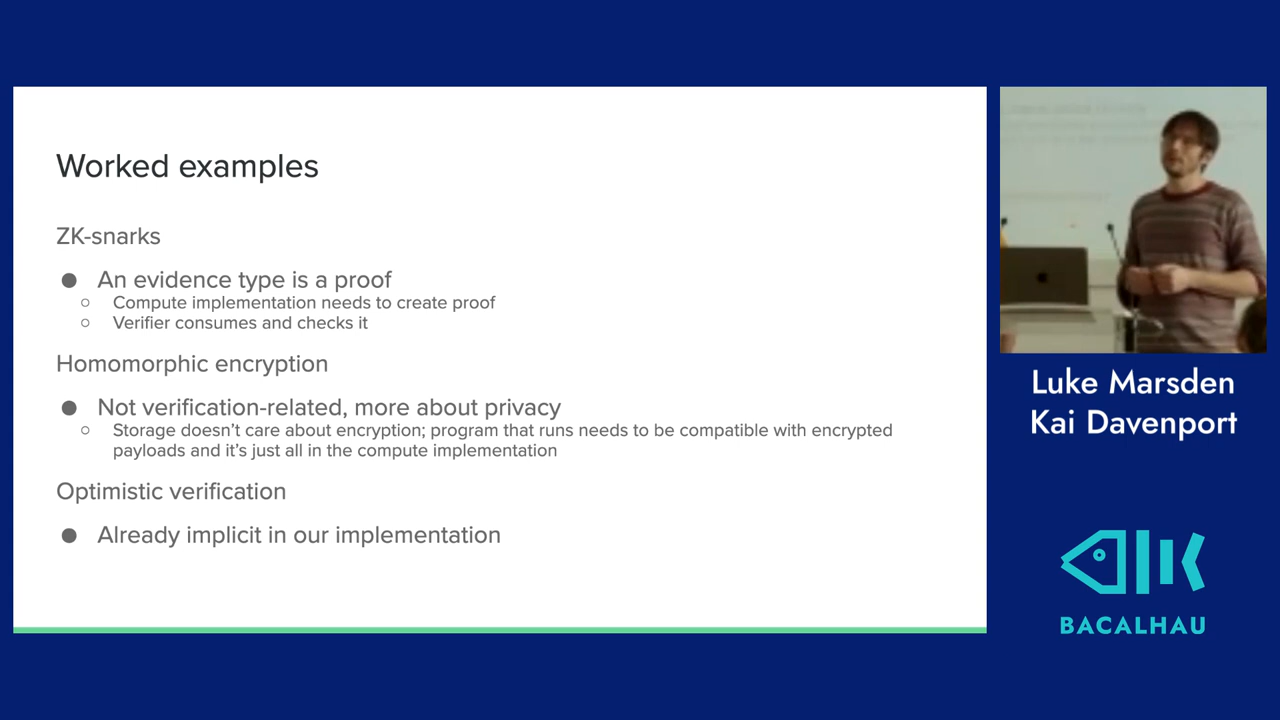 Worked examples
ZK-snarks
● An evidence type is a proof
○ Compute implementation needs to create proof
○ Verifier consumes and checks it
Homomorphic encryption
● Not verification-related, more about privacy
○ Storage doesn’t care about encryption; program that runs needs to be compatible with encrypted
payloads and it’s just all in the compute implementation
Optimistic verification
● Already implicit in our implementation
Luke Marsden
Kai Davenport
BACALHAU